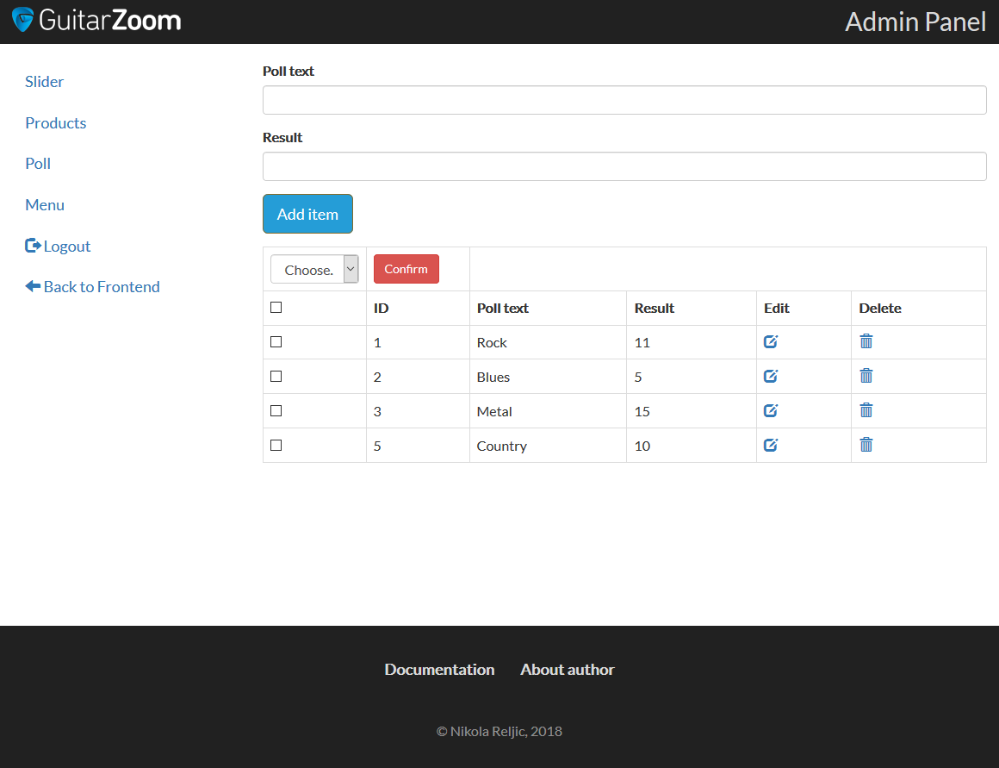 GuitarZoom
Admin Panel
Slider
Products
Poll
Menu
Logout
Back to Frontend
Poll text
Result
Add item
Choose.
Confirm
ID Poll text Result Edit Delete
1 Rock 11
2 Blues 5
3 Metal 15
5 Country 10
Documentation About author
© Nikola Reljic, 2018